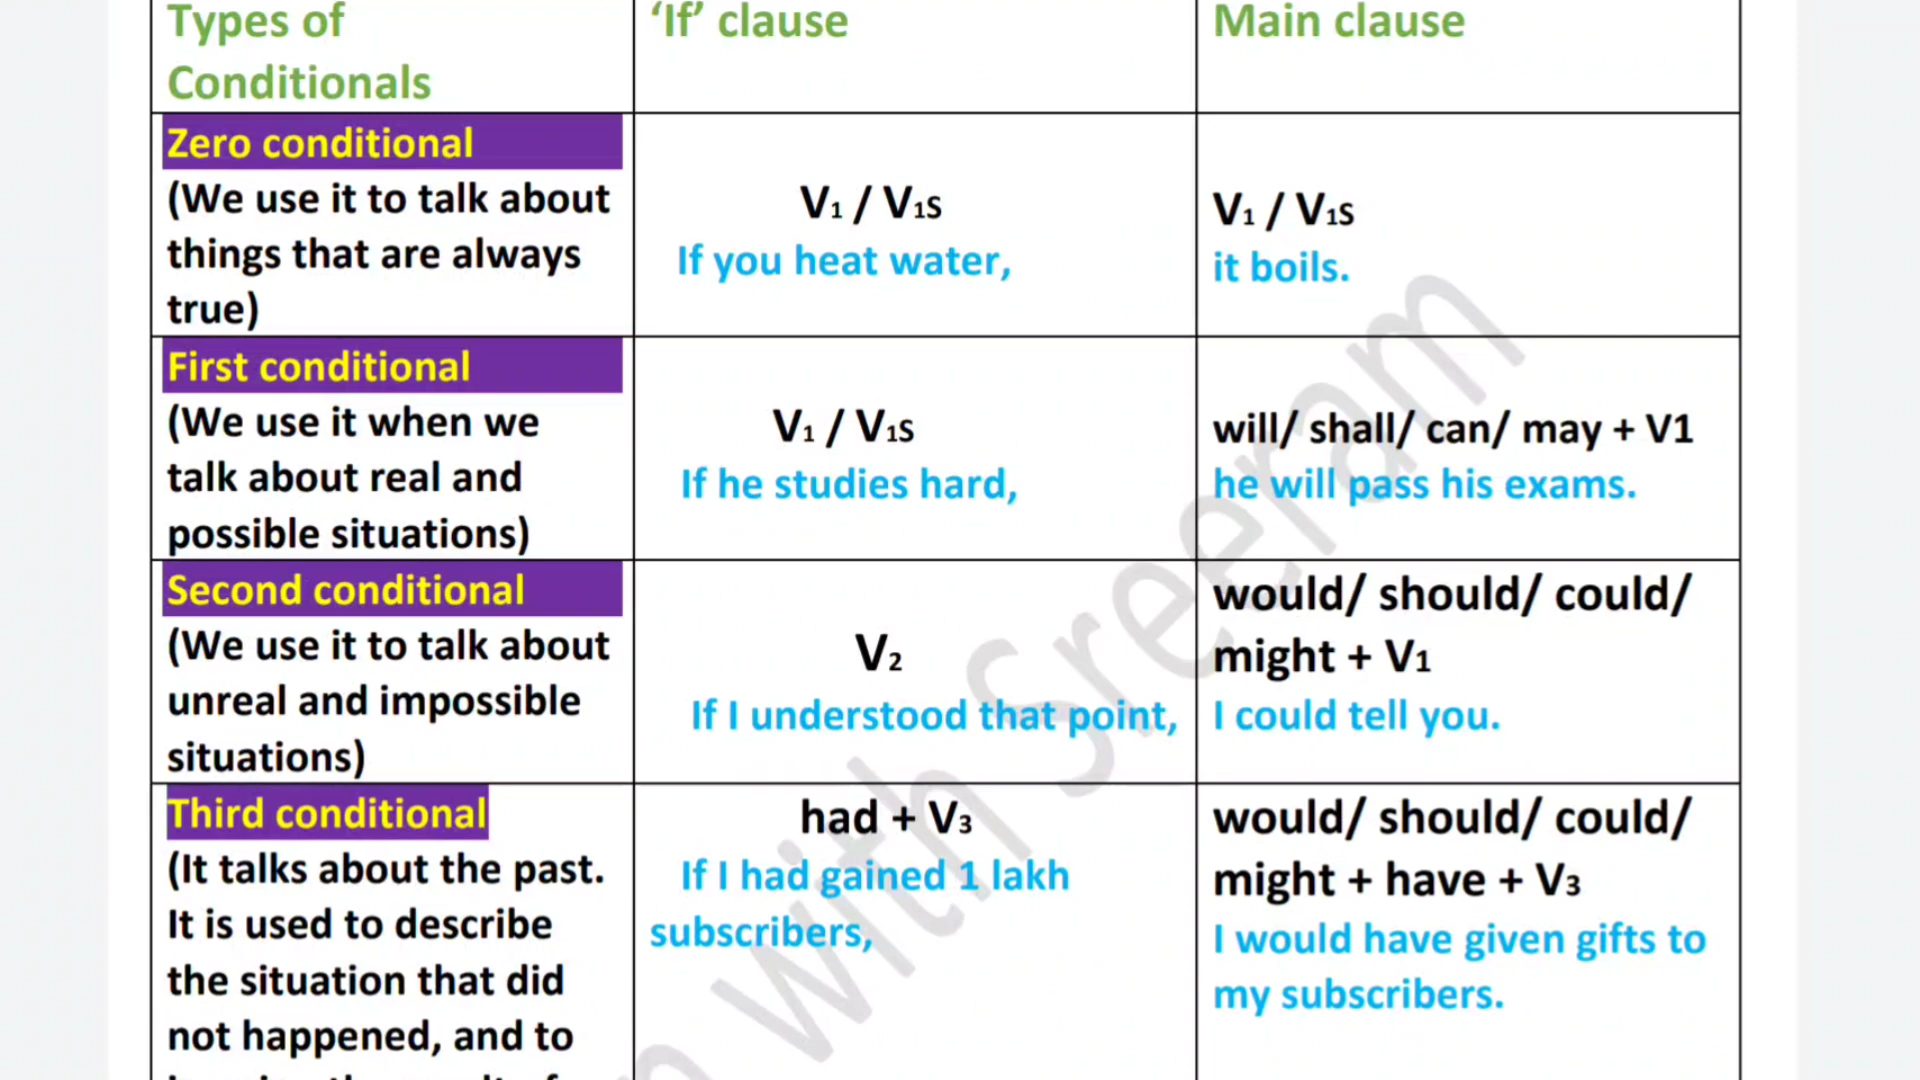 Types of
Conditionals
‘If’ clause
Main clause
Zero conditional
(We use it to talk about
things that are always
true)
V1 / V1s
If you heat water,
V1 / V1s
it boils.
First conditional
(We use it when we
talk about real and
possible situations)
V1 / V1s
If he studies hard,
will/ shall/ can/ may + V1
he will pass his exams.
Second conditional
(We use it to talk about
unreal and impossible
situations)
V2
If I understood that point,
would/ should/ could/
might + V1
I could tell you.
Third conditional
(It talks about the past.
It is used to describe
the situation that did
not happened, and to
had + V3
If I had gained 1 lakh
subscribers,
would/ should/ could/
might + have + V3
I would have given gifts to
my subscribers.
with Sreeram